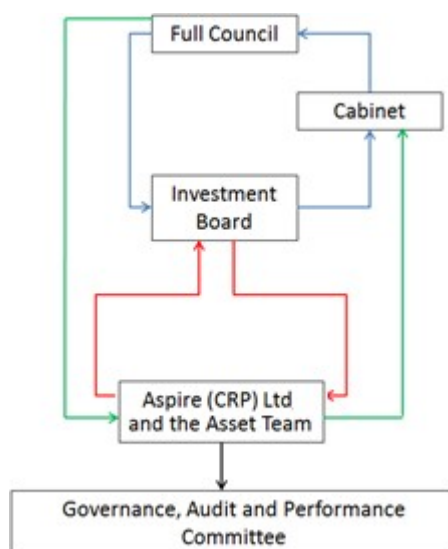 Full Council
Cabinet
Investment
Board
Aspire (CRP) Ltd
and the Asset Team
Governance, Audit and Performance
Committee